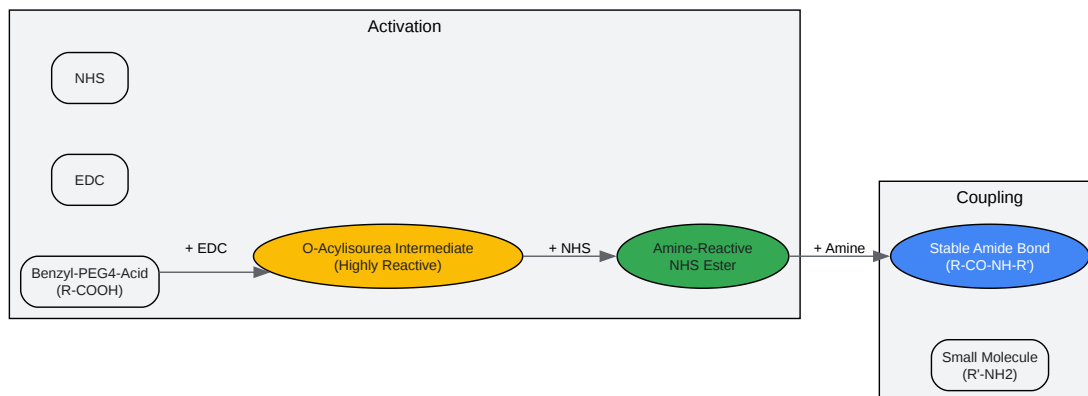 Activation
NHS
EDC
Benzyl-PEG4-Acid
(R-COOH)
+ EDC
O-Acylisourea Intermediate
(Highly Reactive)
+ NHS
Amine-Reactive
NHS Ester
+ Amine
Coupling
Stable Amide Bond
(R-CO-NH-R')
Small Molecule
(R'-NH2)